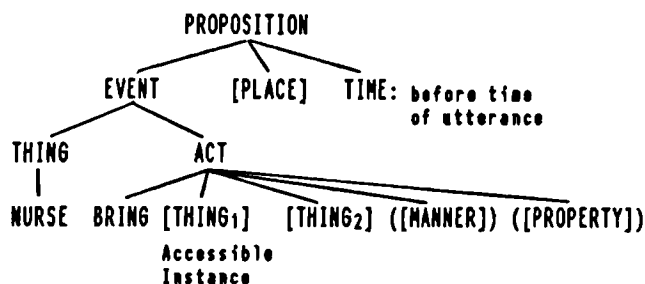 PROPOSITION
EVENT [PLACE] TIME: before time
of utterance
THING ACT
NURSE BRING [THING₁] [THING₂] ([MANNER]) ([PROPERTY])
Accessible
Instance